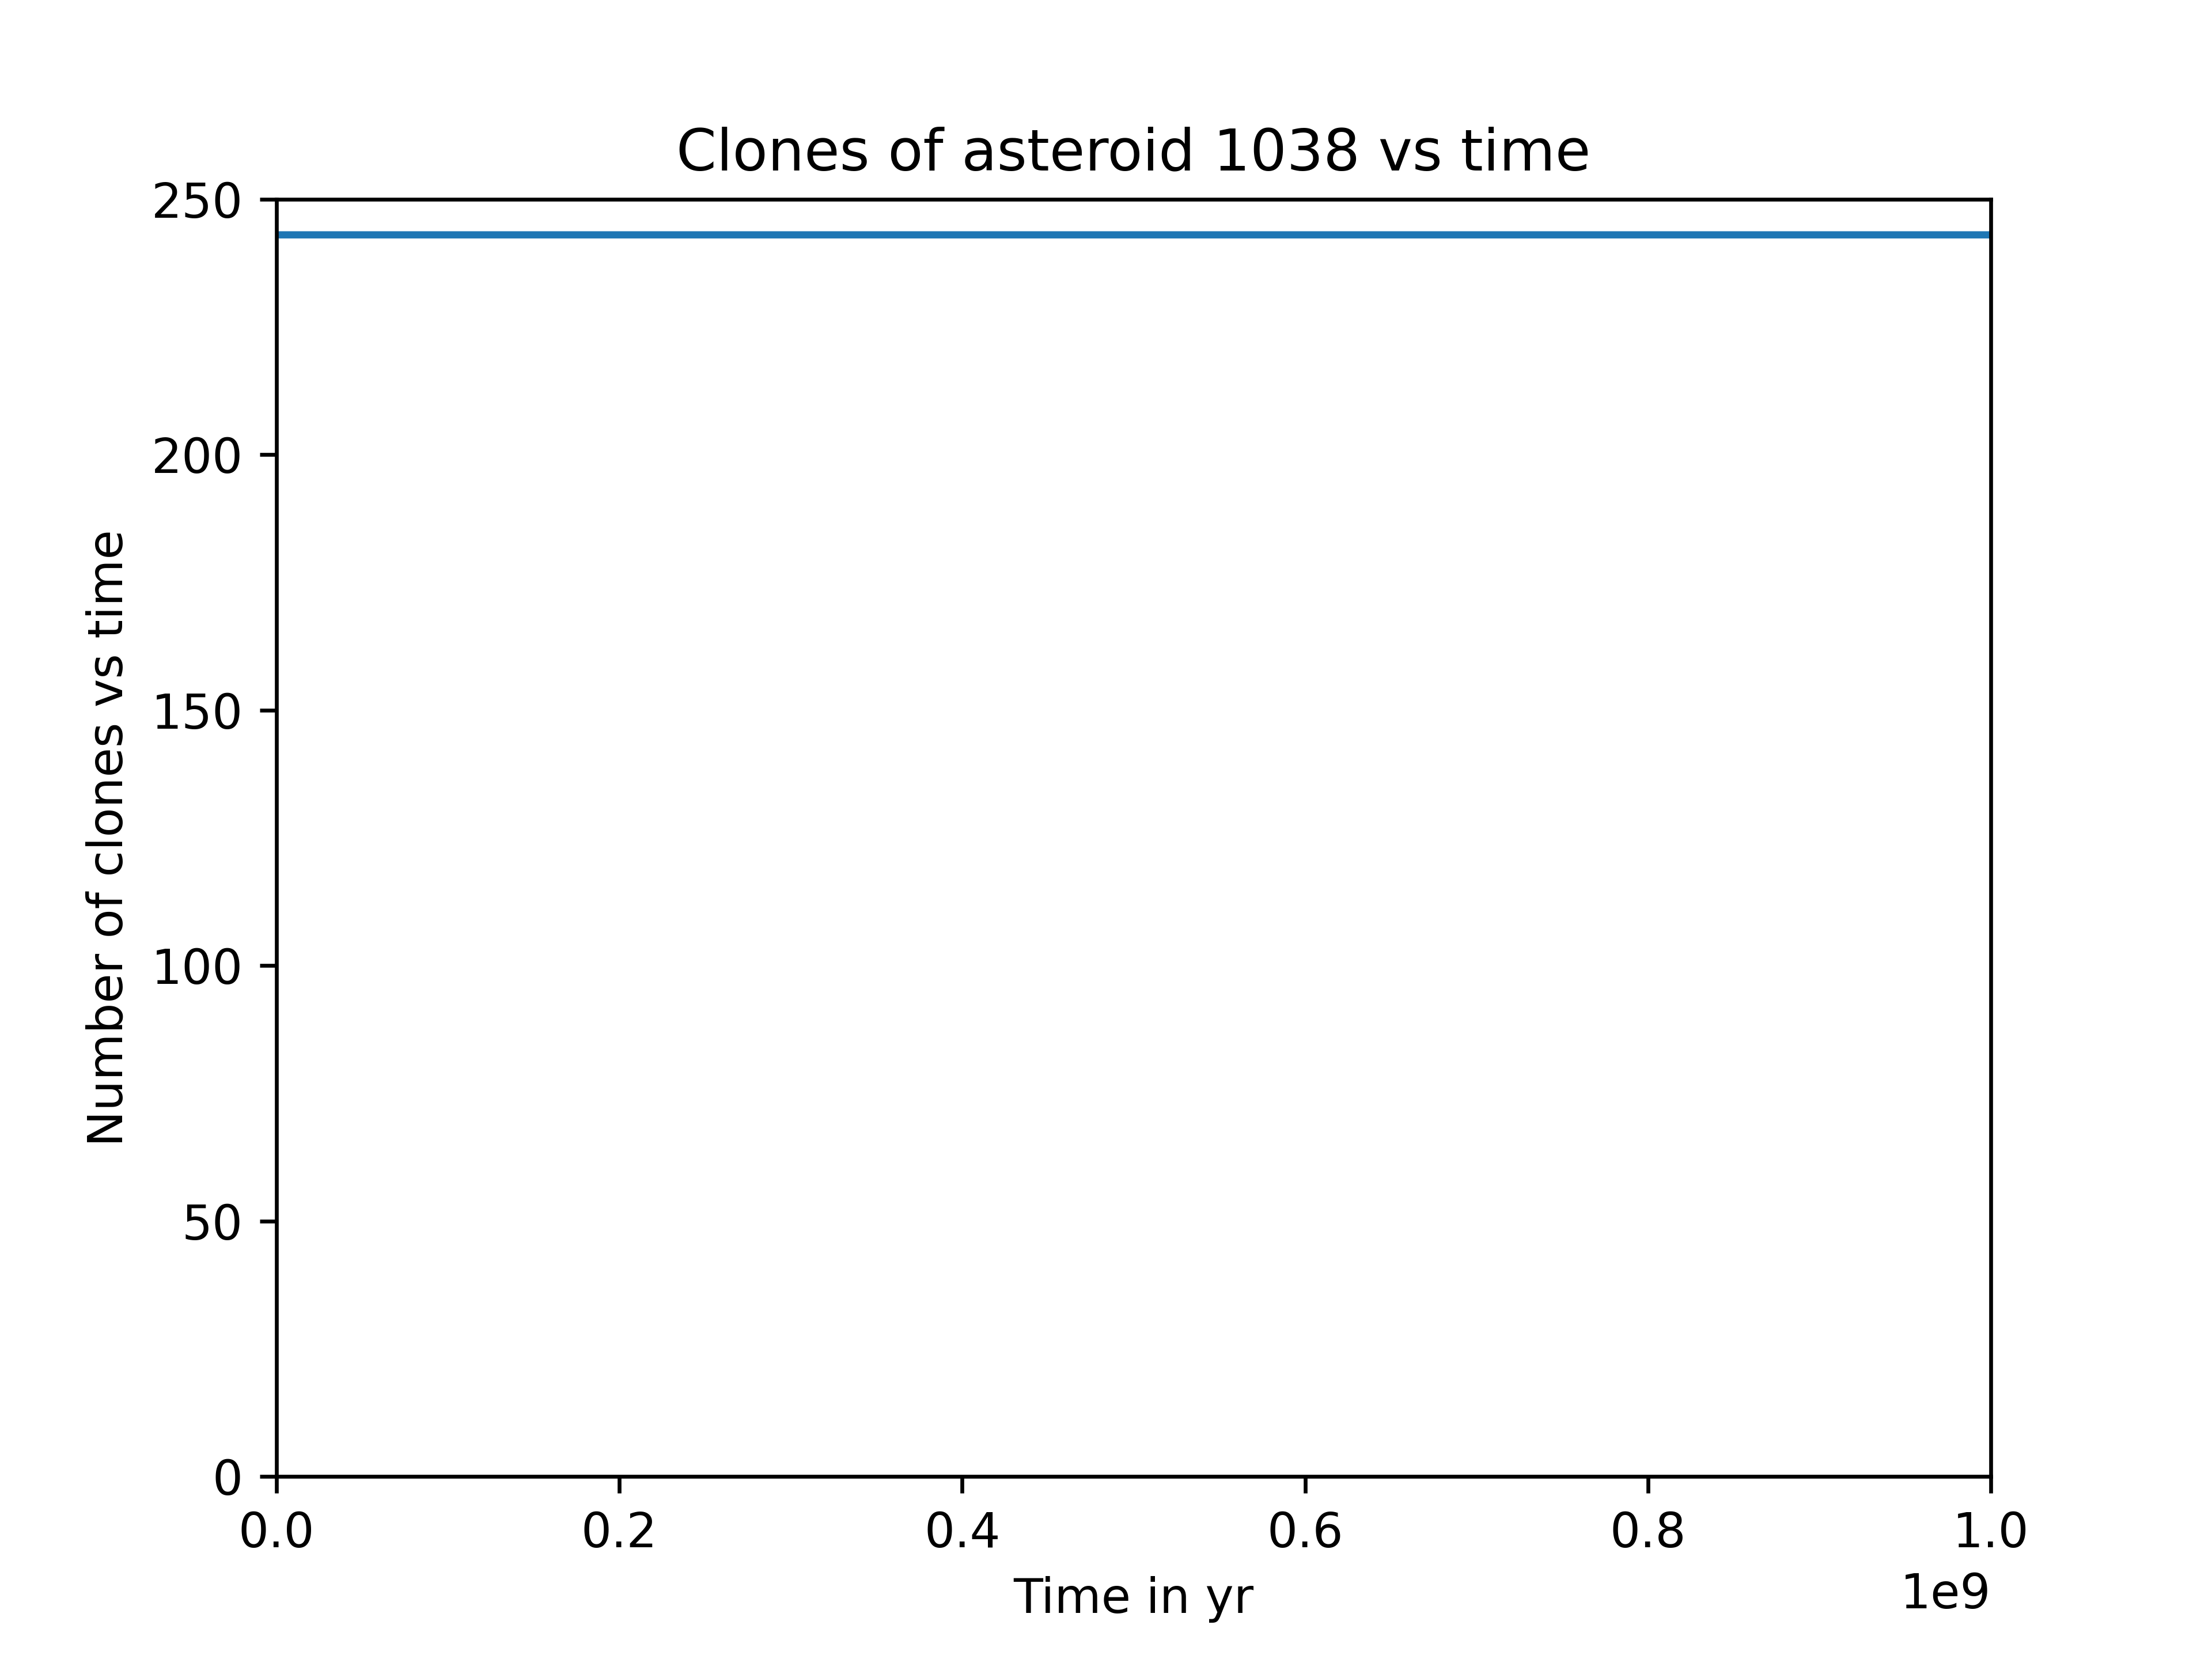 Clones of asteroid 1038 vs time
250
200
150
100
50
0
Number of clones vs time
0.0 0.2 0.4 0.6 0.8 1.0
1e9
Time in yr